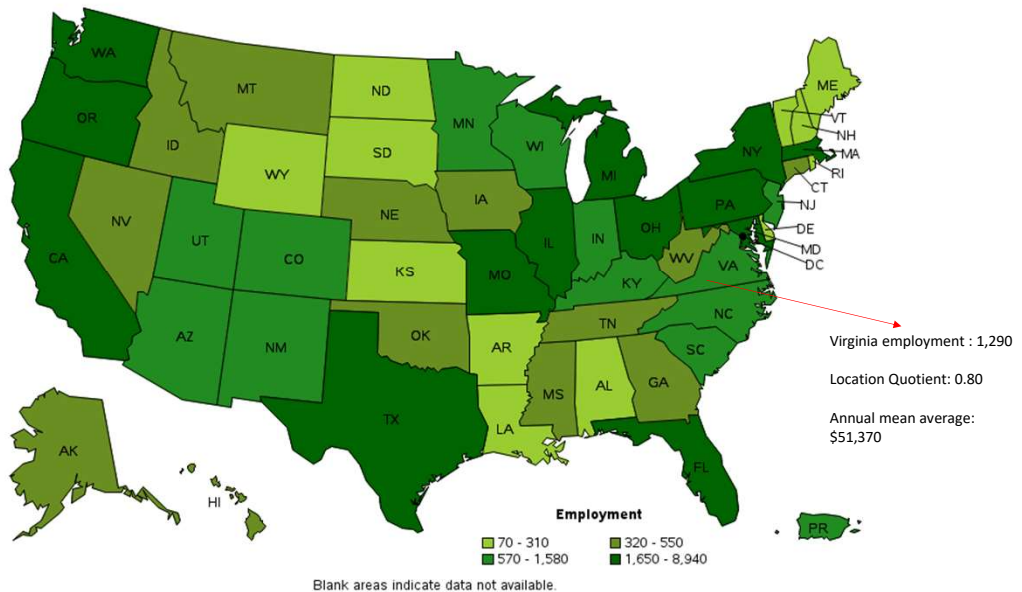 WA
MT
ND
ME
OR
MN
VT
ID
SD
WI
NH
NY
MA
WY
MI
RI
CT
IA
PA
NJ
NV
NE
OH
DE
UT
IL
IN
MD
CA
CO
WV
DC
KS
MO
VA
KY
NC
TN
OK
AZ
NM
AR
SC
MS
AL
GA
TX
LA
AK
FL
HI
PR
Virginia employment : 1,290
Location Quotient: 0.80
Annual mean average:
$51,370
Employment
70 - 310
320 - 550
570 - 1,580
1,650 - 8,940
Blank areas indicate data not available.